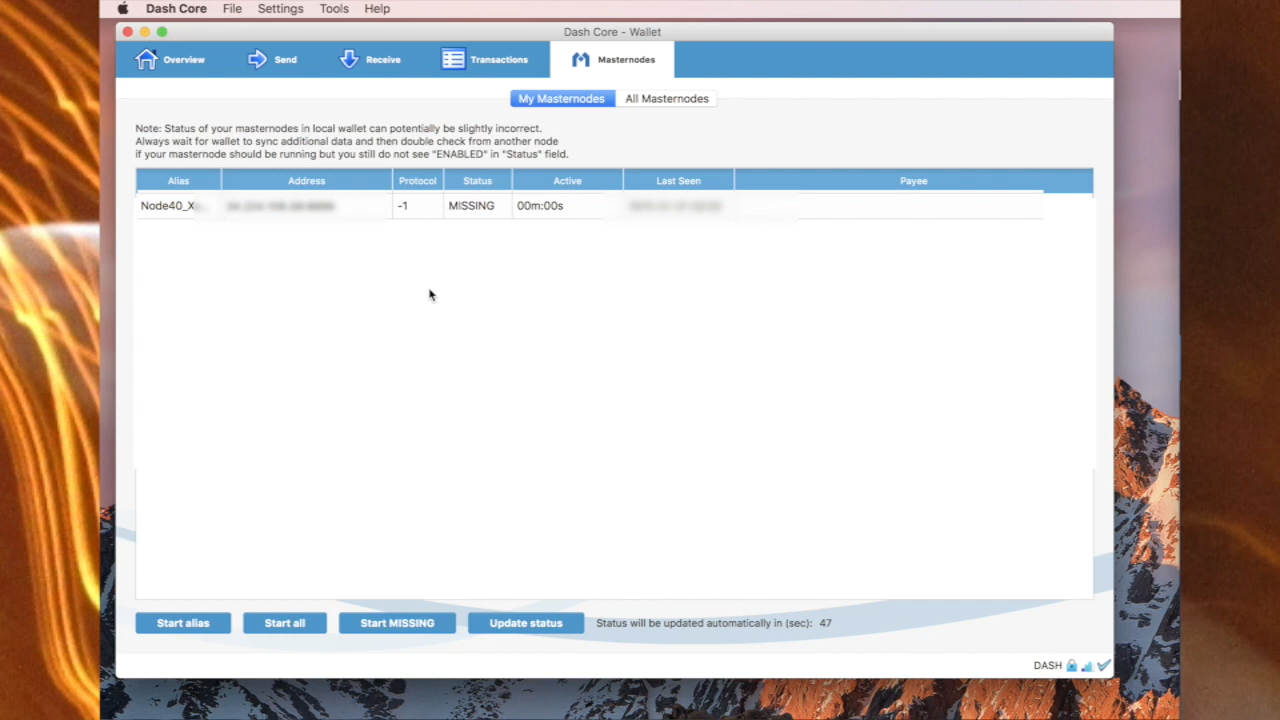 Dash Core File Settings Tools Help
Dash Core - Wallet
Overview Send Receive Transactions Masternodes
My Masternodes All Masternodes
Note: Status of your masternodes in local wallet can potentially be slightly incorrect.
Always wait for wallet to sync additional data and then double check from another node
if your masternode should be running but you still do not see "ENABLED" in "Status" field.
Alias Address Protocol Status Active Last Seen Payee
Node40_X -1 MISSING 00m:00s
Start alias Start all Start MISSING Update status Status will be updated automatically in (sec): 47
DASH